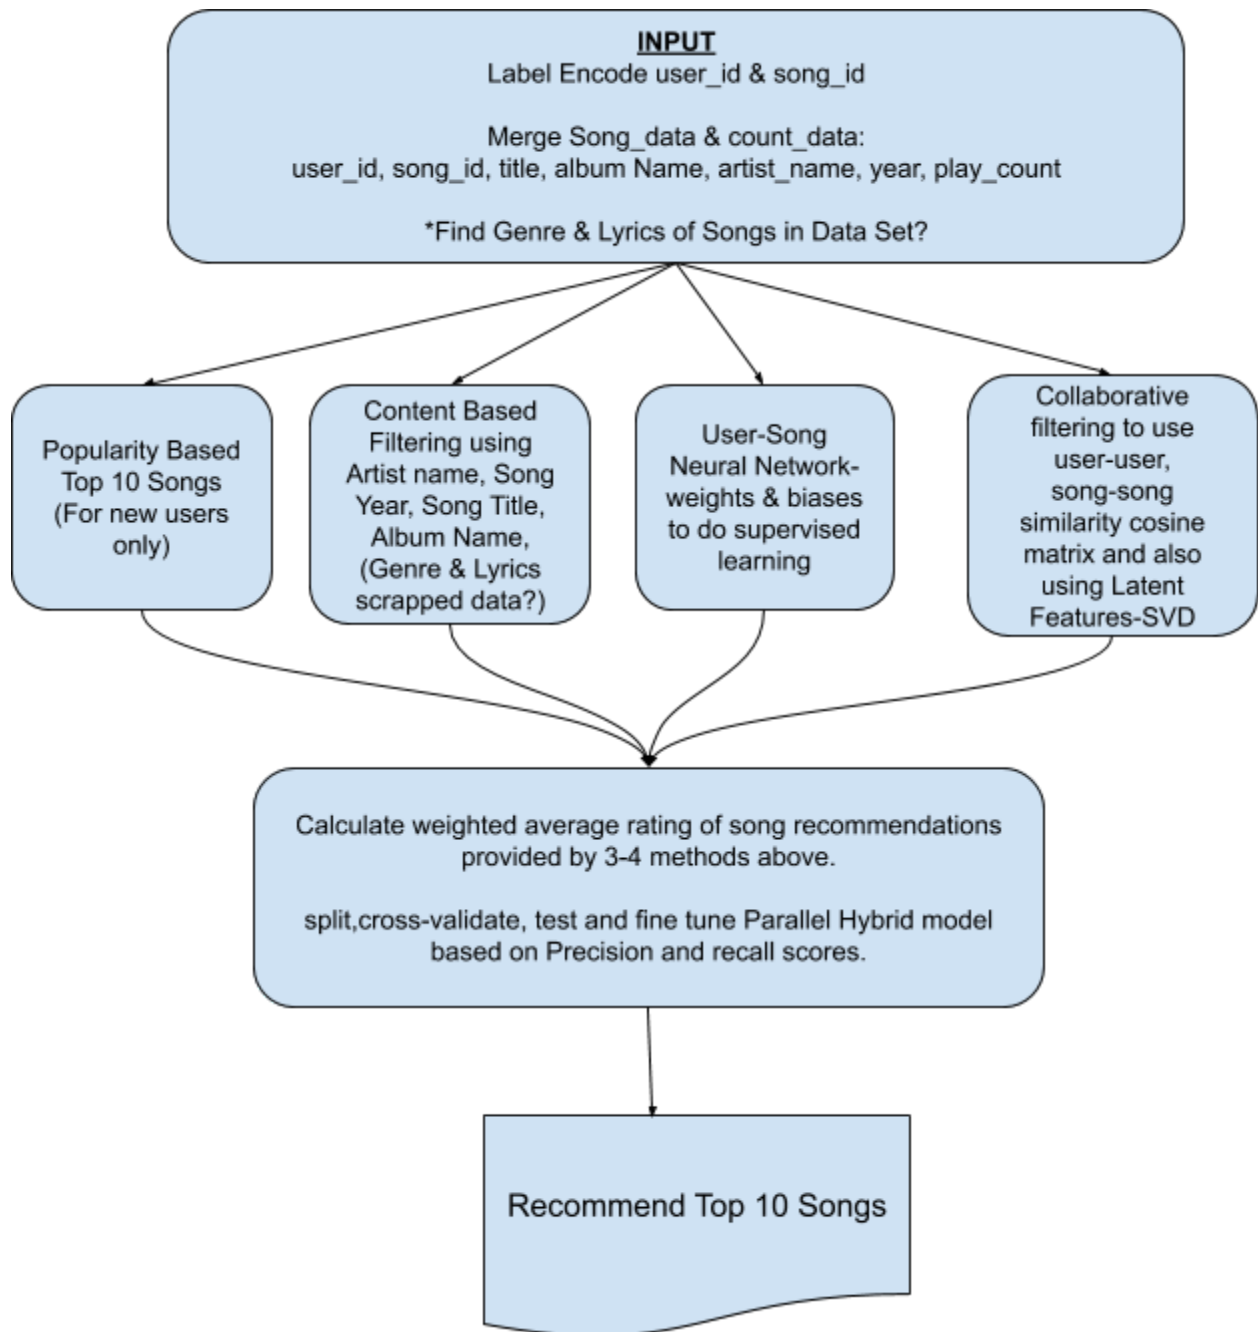 INPUT
Label Encode user_id & song_id
Merge Song_data & count_data:
user_id, song_id, title, album Name, artist_name, year, play_count
*Find Genre & Lyrics of Songs in Data Set?
Popularity Based
Top 10 Songs
(For new users
only)
Content Based
Filtering using
Artist name, Song
Year, Song Title,
Album Name,
(Genre & Lyrics
scrapped data?)
User-Song
Neural Network-
weights & biases
to do supervised
learning
Collaborative
filtering to use
user-user,
song-song
similarity cosine
matrix and also
using Latent
Features-SVD
Calculate weighted average rating of song recommendations
provided by 3-4 methods above.
split,cross-validate, test and fine tune Parallel Hybrid model
based on Precision and recall scores.
Recommend Top 10 Songs